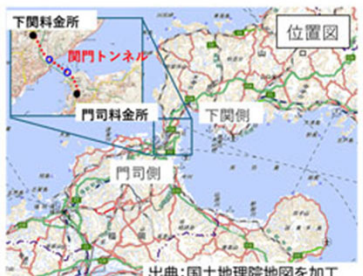 下関料金所
位置図
関門トンネル
門司料金所
下関側
門司側
出典:国土地理院地図を加工